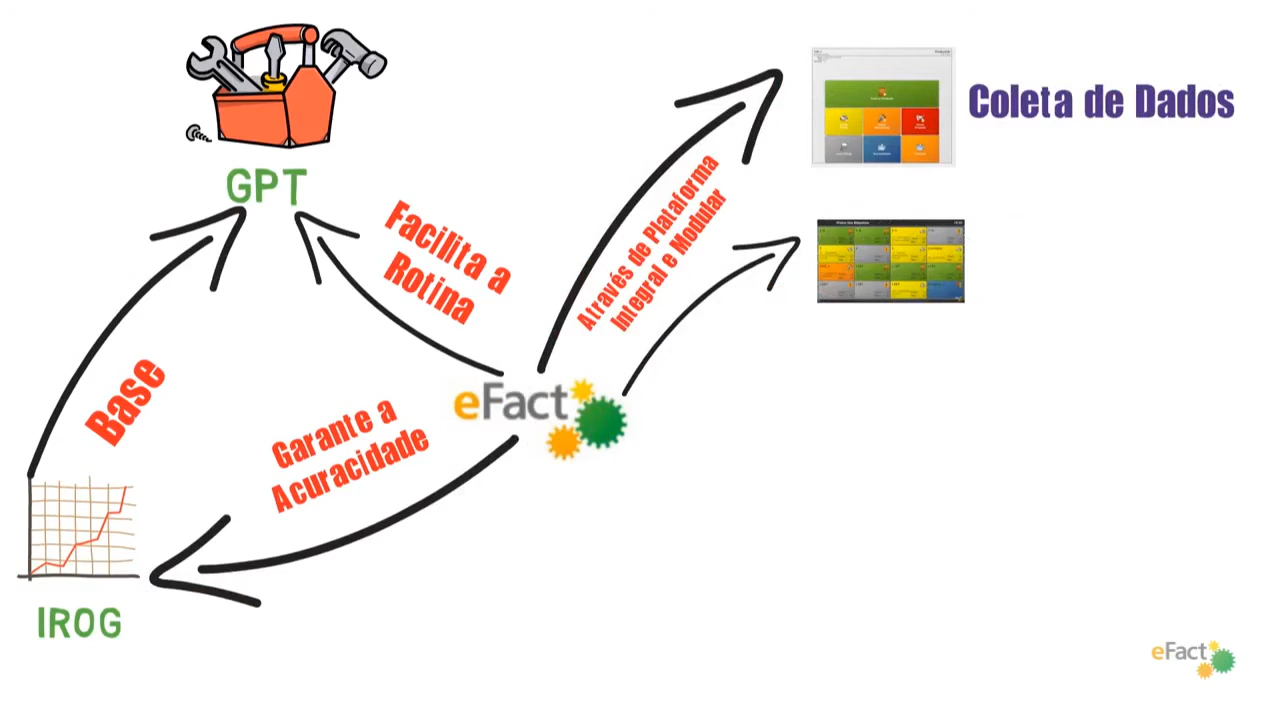 Coleta de Dados
GPT
Facilita a
Rotina
Através de Plataforma
Integral e Modular
Base
eFact
Garante a
Acuracidade
IROG
eFact